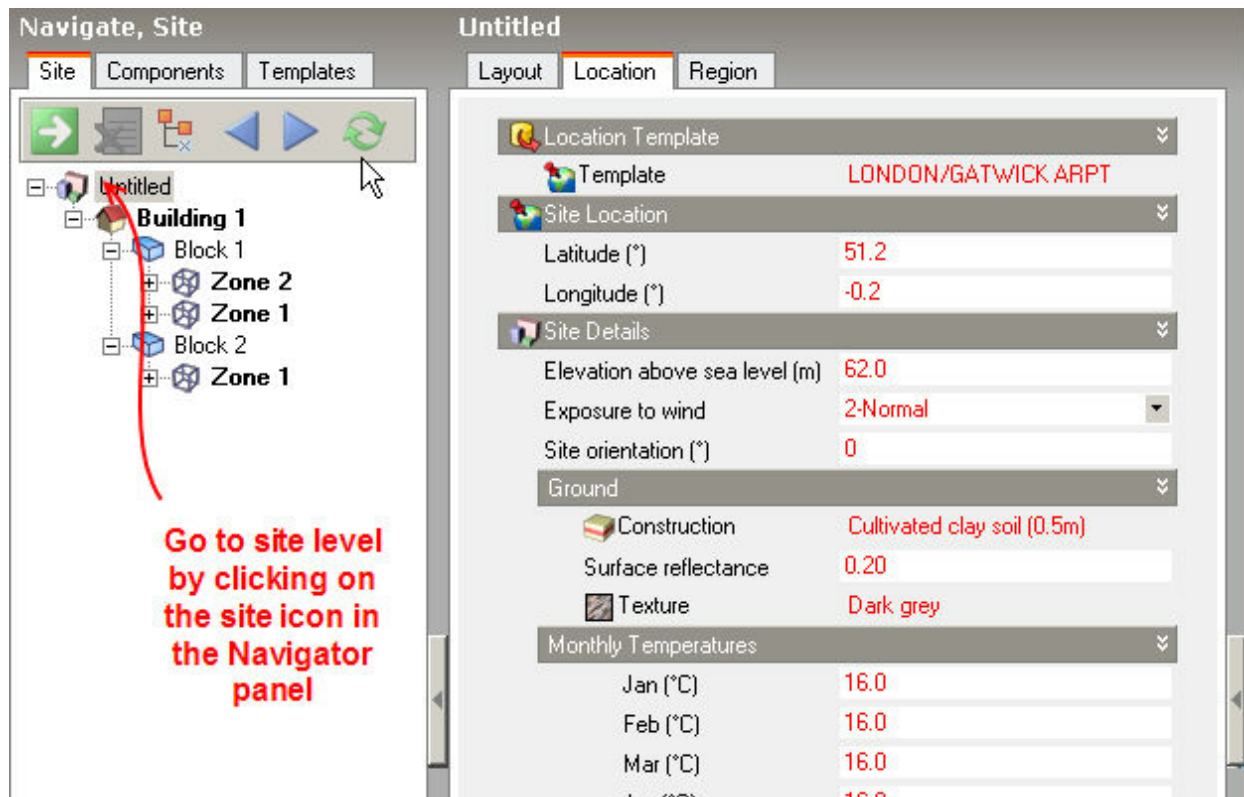 Navigate, Site
Site Components Templates
Untitled
Building 1
Block 1
Zone 2
Zone 1
Block 2
Zone 1
Go to site level
by clicking on
the site icon in
the Navigator
panel
Untitled
Layout Location Region
Location Template
Template LONDON/GATWICK ARPT
Site Location
Latitude (°) 51.2
Longitude (°) -0.2
Site Details
Elevation above sea level (m) 62.0
Exposure to wind 2-Normal
Site orientation (°) 0
Ground
Construction Cultivated clay soil (0.5m)
Surface reflectance 0.20
Texture Dark grey
Monthly Temperatures
Jan (°C) 16.0
Feb (°C) 16.0
Mar (°C) 16.0